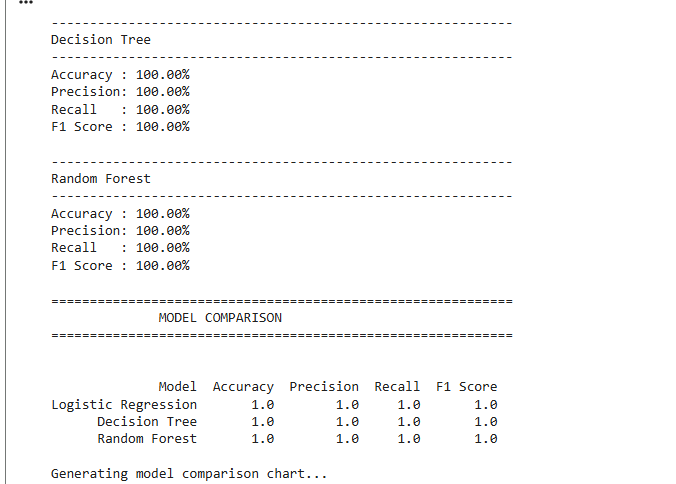 ------------------------------------------------------------
Decision Tree
------------------------------------------------------------
Accuracy : 100.00%
Precision: 100.00%
Recall   : 100.00%
F1 Score : 100.00%
------------------------------------------------------------
Random Forest
------------------------------------------------------------
Accuracy : 100.00%
Precision: 100.00%
Recall   : 100.00%
F1 Score : 100.00%
============================================================
MODEL COMPARISON
============================================================
Model  Accuracy  Precision  Recall  F1 Score
Logistic Regression       1.0        1.0     1.0       1.0
Decision Tree       1.0        1.0     1.0       1.0
Random Forest       1.0        1.0     1.0       1.0
Generating model comparison chart...